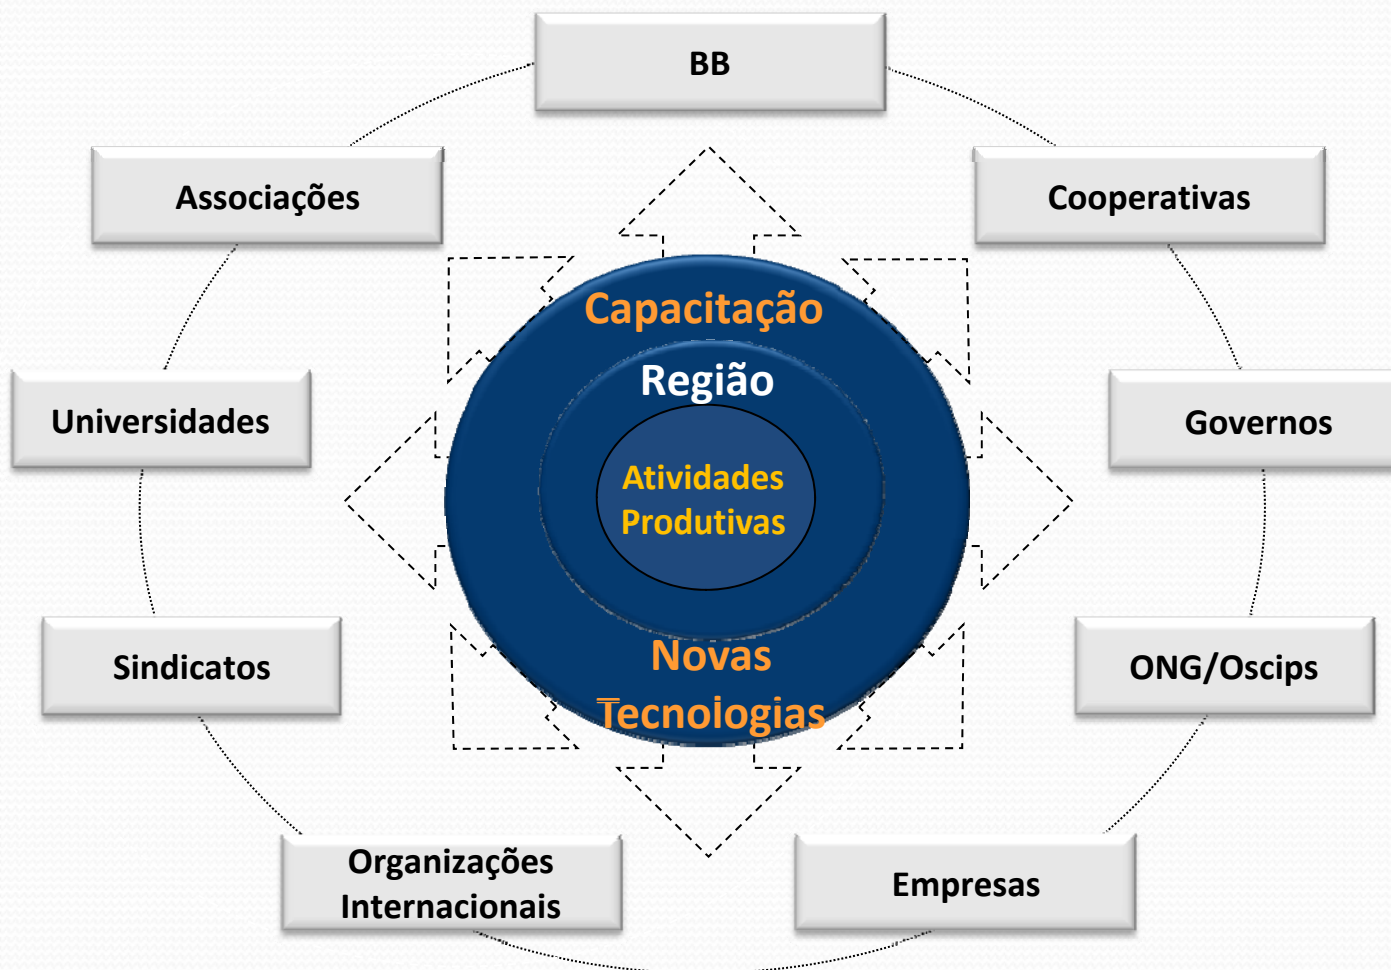 BB
Associações
Cooperativas
Capacitação
Região
Universidades
Governos
Atividades
Produtivas
Sindicatos
ONG/Oscips
Novas
Tecnologias
Organizações
Internacionais
Empresas